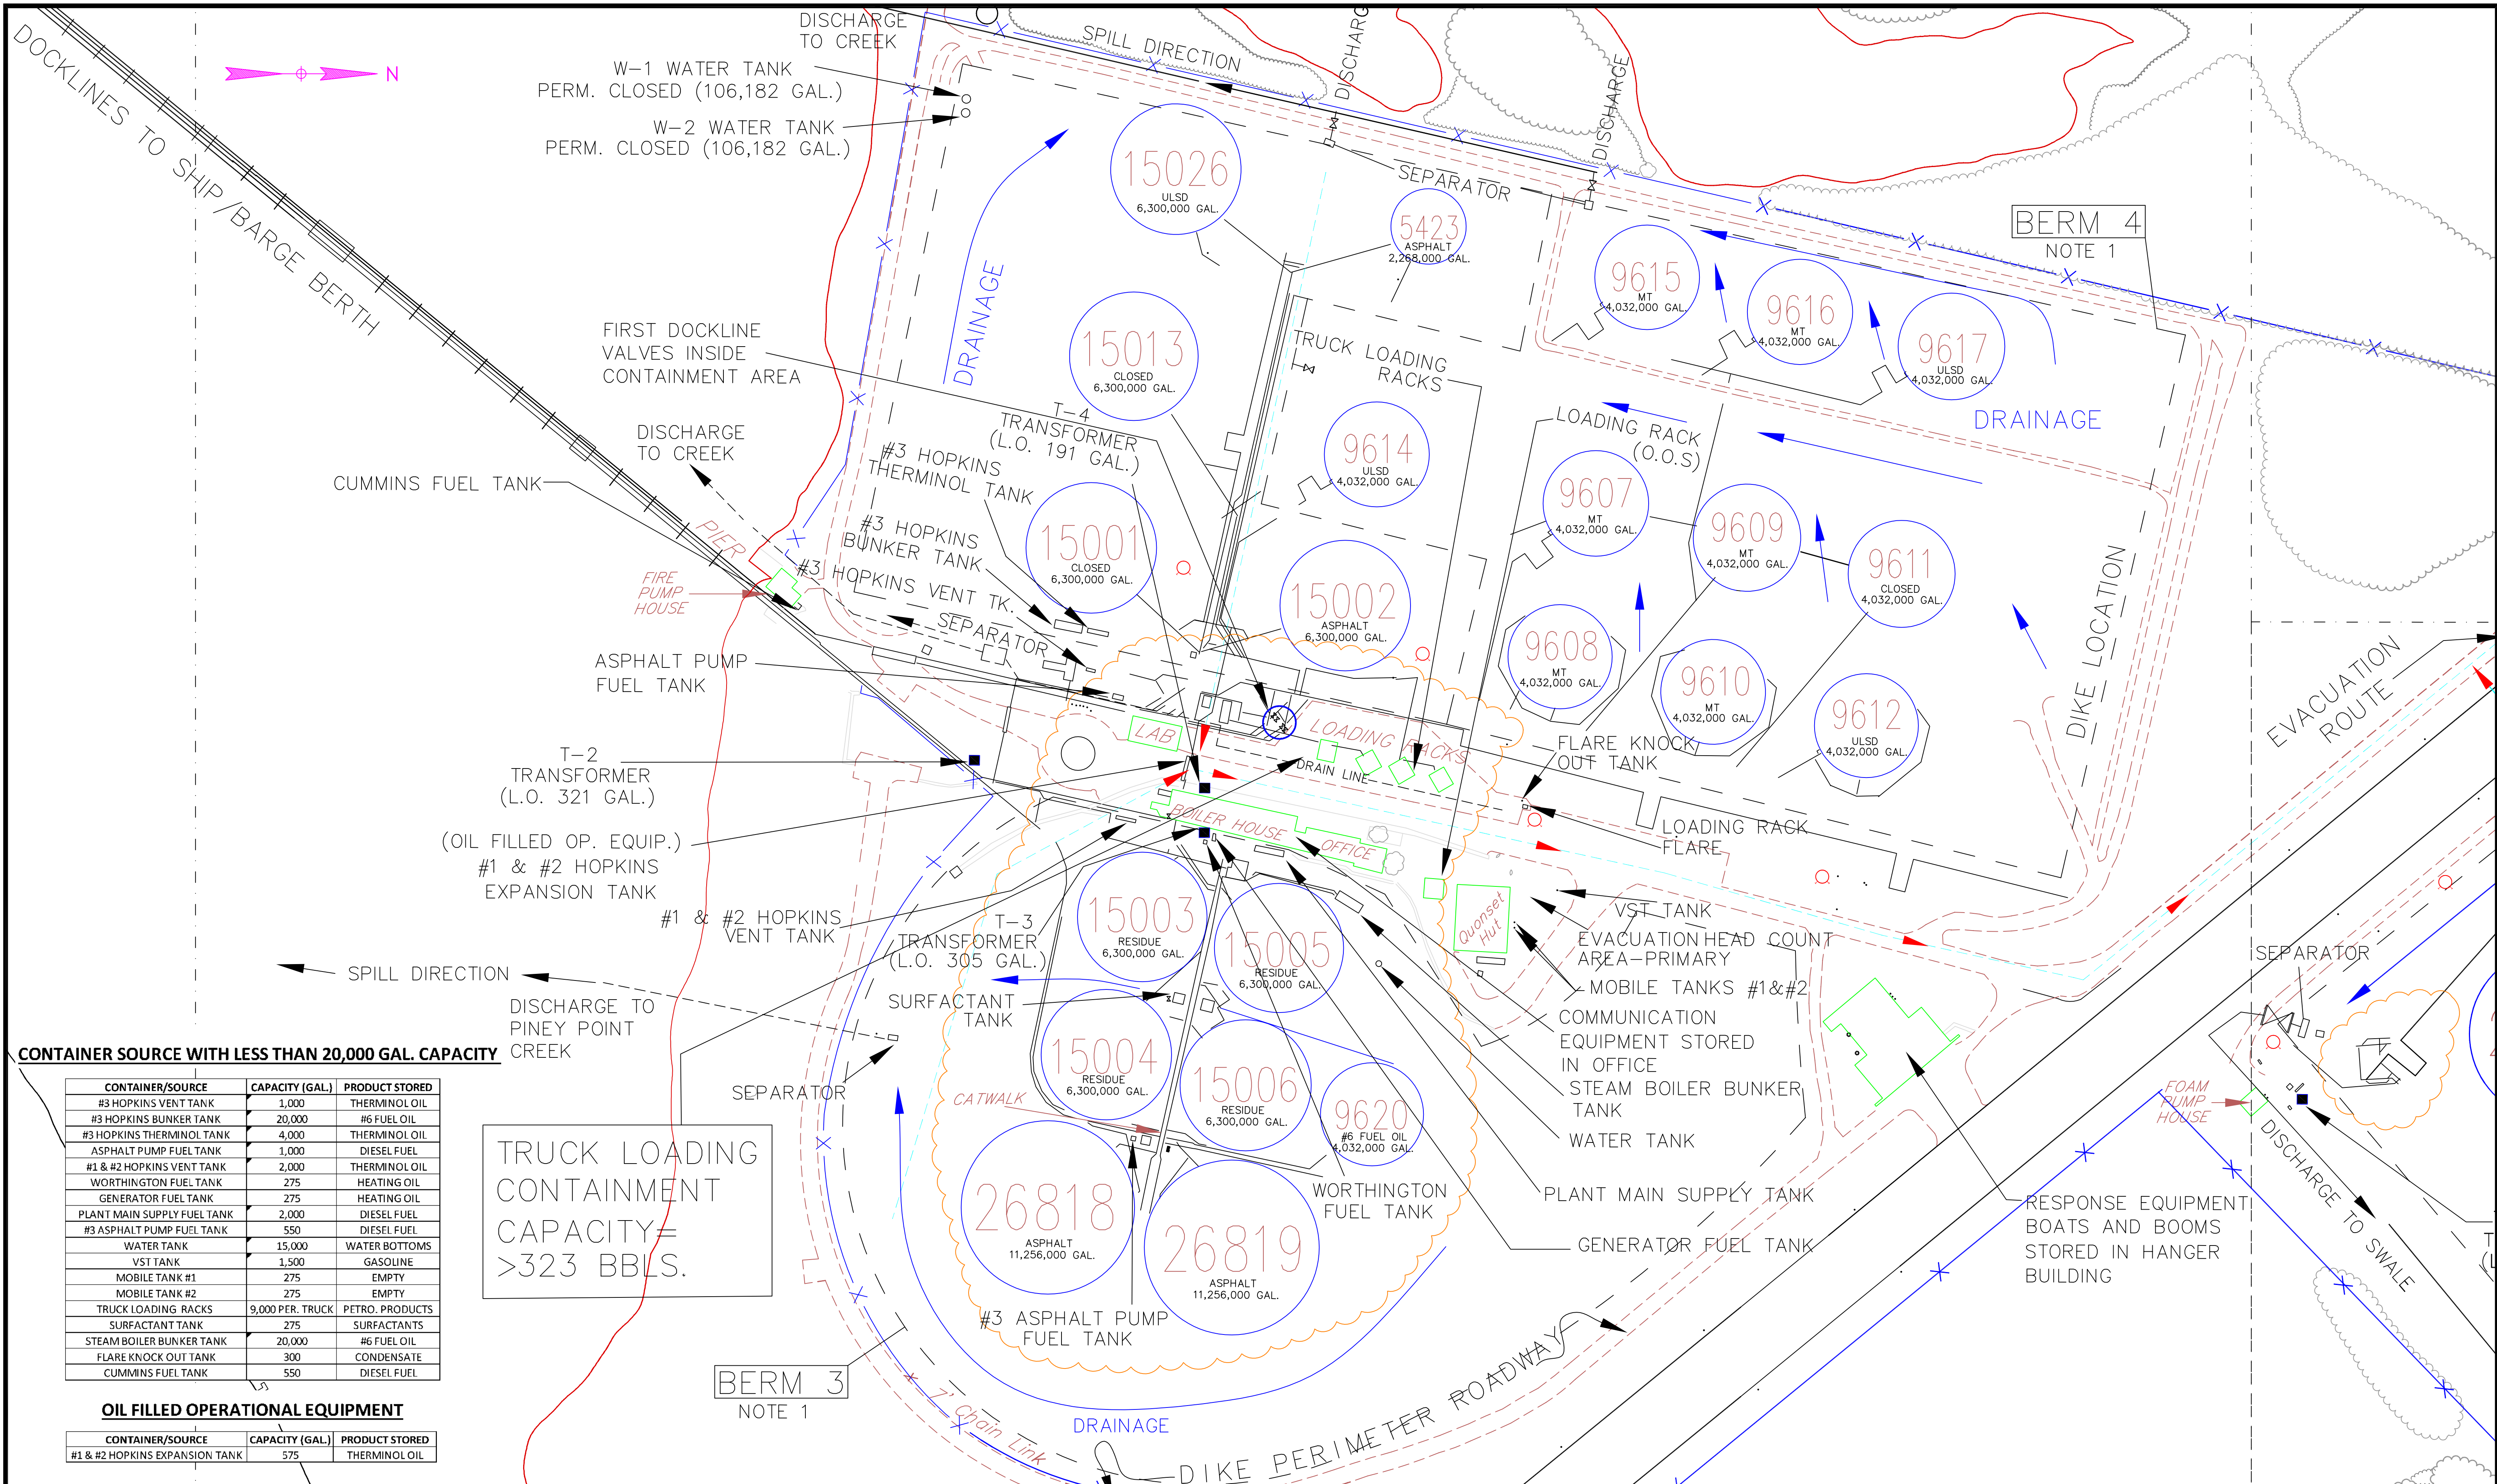 DOCKLINES TO SHIP/BARGE BERTH
N
DISCHARGE
TO CREEK
SPILL DIRECTION
DISCHARGE
DISCHARGE
W-1 WATER TANK
PERM. CLOSED (106,182 GAL.)
W-2 WATER TANK
PERM. CLOSED (106,182 GAL.)
15026
ULSD
6,300,000 GAL.
SEPARATOR
5423
ASPHALT
2,268,000 GAL.
BERM 4
NOTE 1
9615
MT
4,032,000 GAL.
9616
MT
4,032,000 GAL.
9617
ULSD
4,032,000 GAL.
DRAINAGE
DRAINAGE
FIRST DOCKLINE
VALVES INSIDE
CONTAINMENT AREA
15013
CLOSED
6,300,000 GAL.
TRUCK LOADING
RACKS
LOADING RACK
(O.O.S)
DISCHARGE
TO CREEK
T-4
TRANSFORMER
(L.O. 191 GAL.)
#3 HOPKINS
THERMINOL TANK
9614
ULSD
4,032,000 GAL.
9607
MT
4,032,000 GAL.
9609
MT
4,032,000 GAL.
9611
CLOSED
4,032,000 GAL.
CUMMINS FUEL TANK
PIER
#3 HOPKINS
BUNKER TANK
15001
CLOSED
6,300,000 GAL.
FIRE
PUMP
HOUSE
#3 HOPKINS VENT TK.
SEPARATOR
15002
ASPHALT
6,300,000 GAL.
9608
MT
4,032,000 GAL.
9610
MT
4,032,000 GAL.
9612
ULSD
4,032,000 GAL.
DIKE LOCATION
EVACUATION
ROUTE
ASPHALT PUMP
FUEL TANK
LAB
LOADING RACKS
DRAIN LINE
FLARE KNOCK
OUT TANK
T-2
TRANSFORMER
(L.O. 321 GAL.)
BOILER HOUSE
OFFICE
LOADING RACK
FLARE
(OIL FILLED OP. EQUIP.)
#1 & #2 HOPKINS
EXPANSION TANK
#1 & #2 HOPKINS
VENT TANK
T-3
TRANSFORMER
(L.O. 305 GAL.)
15003
RESIDUE
6,300,000 GAL.
15005
RESIDUE
6,300,000 GAL.
Quonset
Hut
VST TANK
EVACUATION HEAD COUNT
AREA-PRIMARY
MOBILE TANKS #1&#2
SEPARATOR
SPILL DIRECTION
DISCHARGE TO
PINEY POINT
CREEK
SURFACTANT
TANK
COMMUNICATION
EQUIPMENT STORED
IN OFFICE
STEAM BOILER BUNKER
TANK
WATER TANK
PLANT MAIN SUPPLY TANK
GENERATOR FUEL TANK
WORTHINGTON
FUEL TANK
SEPARATOR
15004
RESIDUE
6,300,000 GAL.
15006
RESIDUE
6,300,000 GAL.
9620
#6 FUEL OIL
4,032,000 GAL.
CATWALK
26818
ASPHALT
11,256,000 GAL.
26819
ASPHALT
11,256,000 GAL.
#3 ASPHALT PUMP
FUEL TANK
TRUCK LOADING
CONTAINMENT
CAPACITY=
>323 BBLS.
FOAM
PUMP
HOUSE
DISCHARGE TO SWALE
RESPONSE EQUIPMENT
BOATS AND BOOMS
STORED IN HANGER
BUILDING
BERM 3
NOTE 1
7' Chain Link
DRAINAGE
DIKE PERIMETER ROADWAY
CONTAINER SOURCE WITH LESS THAN 20,000 GAL. CAPACITY
CONTAINER/SOURCE CAPACITY (GAL.) PRODUCT STORED
#3 HOPKINS VENT TANK 1,000 THERMINOL OIL
#3 HOPKINS BUNKER TANK 20,000 #6 FUEL OIL
#3 HOPKINS THERMINOL TANK 4,000 THERMINOL OIL
ASPHALT PUMP FUEL TANK 1,000 DIESEL FUEL
#1 & #2 HOPKINS VENT TANK 2,000 THERMINOL OIL
WORTHINGTON FUEL TANK 275 HEATING OIL
GENERATOR FUEL TANK 275 HEATING OIL
PLANT MAIN SUPPLY FUEL TANK 2,000 DIESEL FUEL
#3 ASPHALT PUMP FUEL TANK 550 DIESEL FUEL
WATER TANK 15,000 WATER BOTTOMS
VST TANK 1,500 GASOLINE
MOBILE TANK #1 275 EMPTY
MOBILE TANK #2 275 EMPTY
TRUCK LOADING RACKS 9,000 PER. TRUCK PETRO. PRODUCTS
SURFACTANT TANK 275 SURFACTANTS
STEAM BOILER BUNKER TANK 20,000 #6 FUEL OIL
FLARE KNOCK OUT TANK 300 CONDENSATE
CUMMINS FUEL TANK 550 DIESEL FUEL
OIL FILLED OPERATIONAL EQUIPMENT
CONTAINER/SOURCE CAPACITY (GAL.) PRODUCT STORED
#1 & #2 HOPKINS EXPANSION TANK 575 THERMINOL OIL